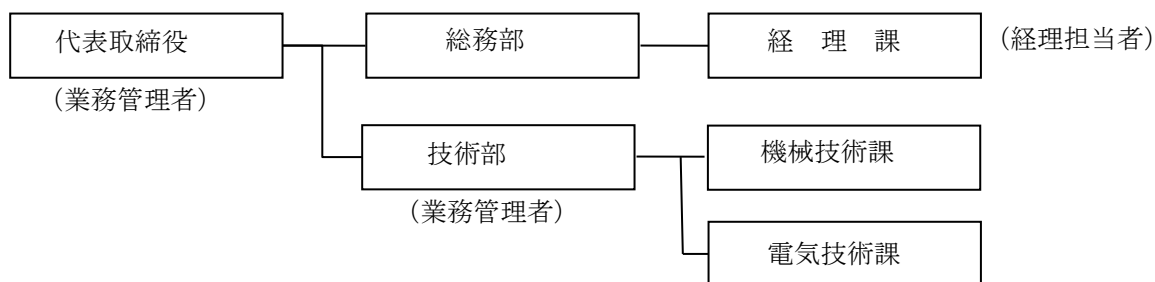 代表取締役
総務部
経　理　課
（経理担当者）
（業務管理者）
技術部
機械技術課
（業務管理者）
電気技術課